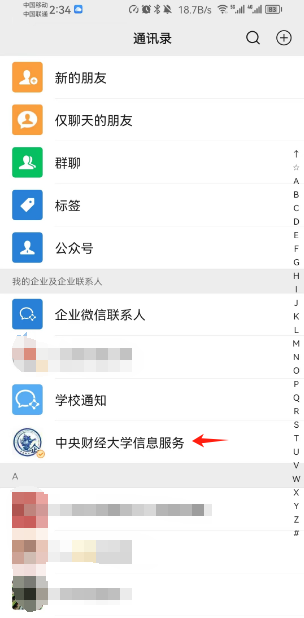 中国移动
中国联通
2:34
18.7B/s
5G
4G
83
通讯录
新的朋友
仅聊天的朋友
群聊
标签
公众号
我的企业及企业联系人
企业微信联系人
学校通知
中央财经大学信息服务
A
↑
☆
A
B
C
D
E
F
G
H
I
J
K
L
M
N
O
P
Q
R
S
T
U
V
W
X
Y
Z
#